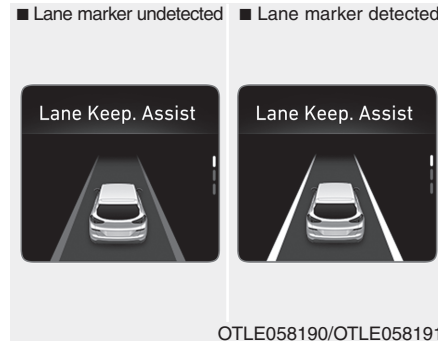 ■ Lane marker undetected
■ Lane marker detected
Lane Keep. Assist
Lane Keep. Assist
OTLE058190/OTLE058191